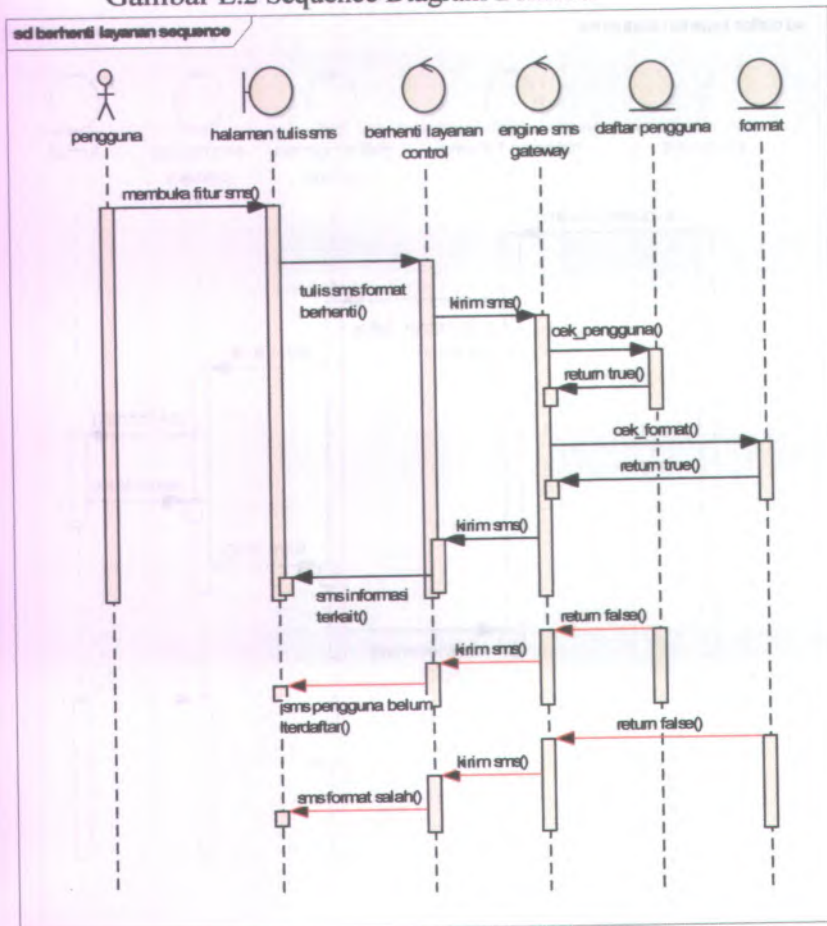 Gambar E.2 Sequence Diagram
sd berhenti layanan sequence
pengguna
halaman tulis sms
berhenti layanan
control
engine sms
gateway
daftar pengguna
format
membuka fitur sms()
tulis sms format
berhenti()
kirim sms()
cek_pengguna()
return true()
cek_format()
return true()
kirim sms()
sms informasi
terkait()
return false()
kirim sms()
sms pengguna belum
terdaftar()
return false()
kirim sms()
sms format salah()